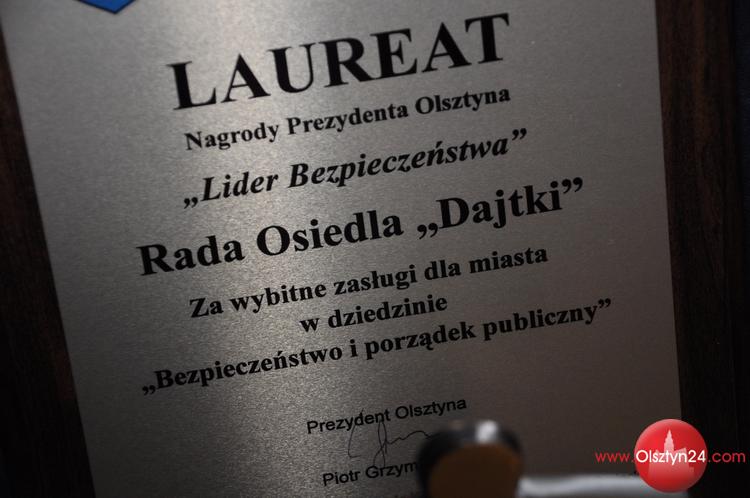 LAUREAT
Nagrody Prezydenta Olsztyna
„Lider Bezpieczeństwa”
Rada Osiedla „Dajtki”
Za wybitne zasługi dla miasta
w dziedzinie
„Bezpieczeństwo i porządek publiczny”
Prezydent Olsztyna
Piotr
www.Olsztyn24.com